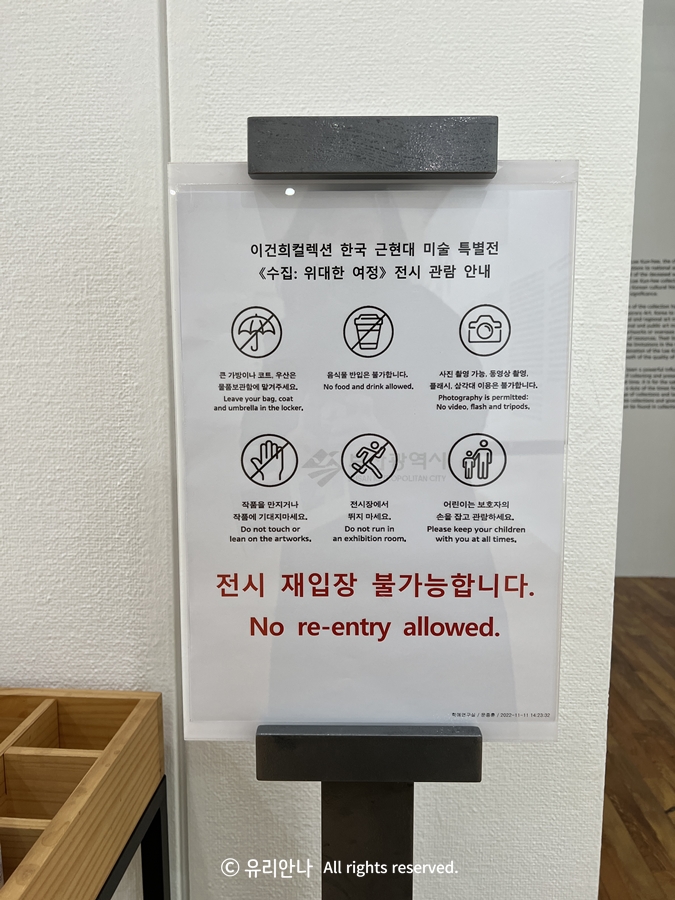 이건희컬렉션 한국 근현대 미술 특별전
《수집: 위대한 여정》 전시 관람 안내
큰 가방이나 코트, 우산은
물품보관함에 맡겨주세요.
Leave your bag, coat
and umbrella in the locker.
음식물 반입은 불가합니다.
No food and drink allowed.
사진 촬영 가능, 동영상 촬영,
플래시, 삼각대 이용은 불가합니다.
Photography is permitted:
No video, flash and tripods.
작품을 만지거나
작품에 기대지마세요.
Do not touch or
lean on the artworks.
전시장에서
뛰지 마세요.
Do not run in
an exhibition room.
어린이는 보호자의
손을 잡고 관람하세요.
Please keep your children
with you at all times.
전시 재입장 불가능합니다.
No re-entry allowed.
2022-11-11 14:23:32
© 유리안나 All rights reserved.